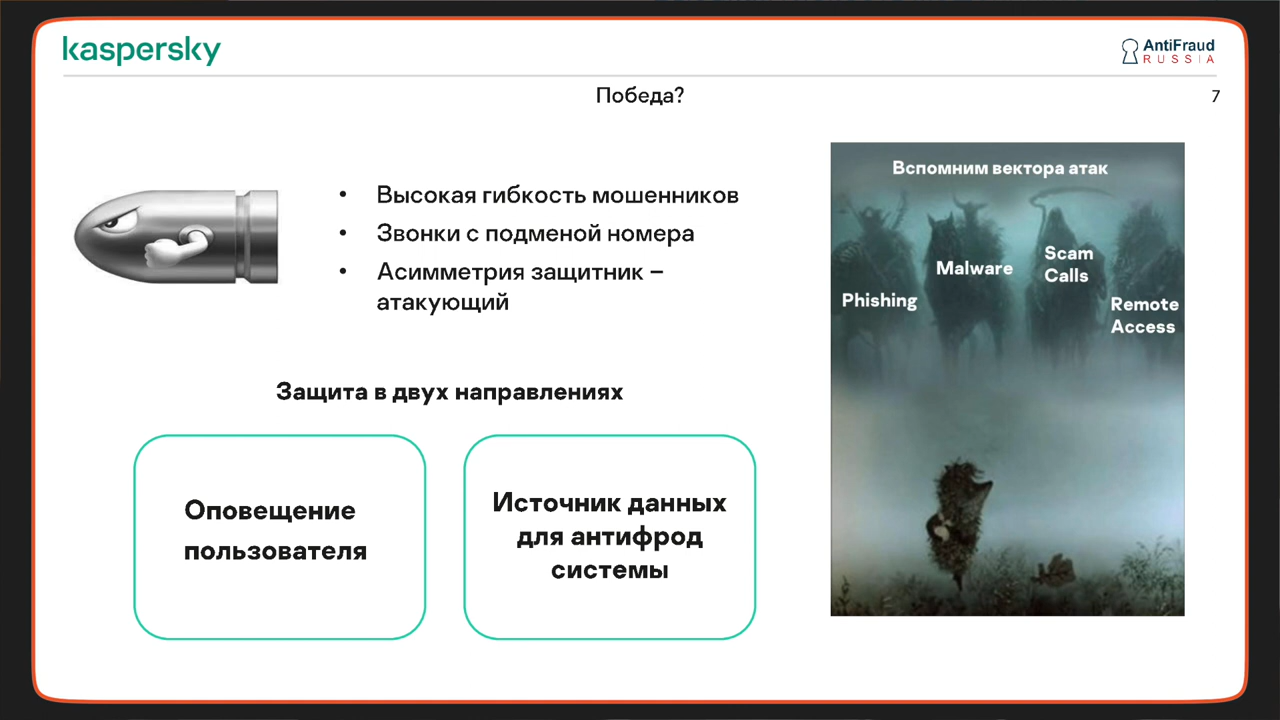 kaspersky
AntiFraud
RUSSIA
Победа?
7
• Высокая гибкость мошенников
• Звонки с подменой номера
• Асимметрия защитник –
атакующий
Защита в двух направлениях
Оповещение
пользователя
Источник данных
для антифрод
системы
Вспомним вектора атак
Phishing
Malware
Scam
Calls
Remote
Access